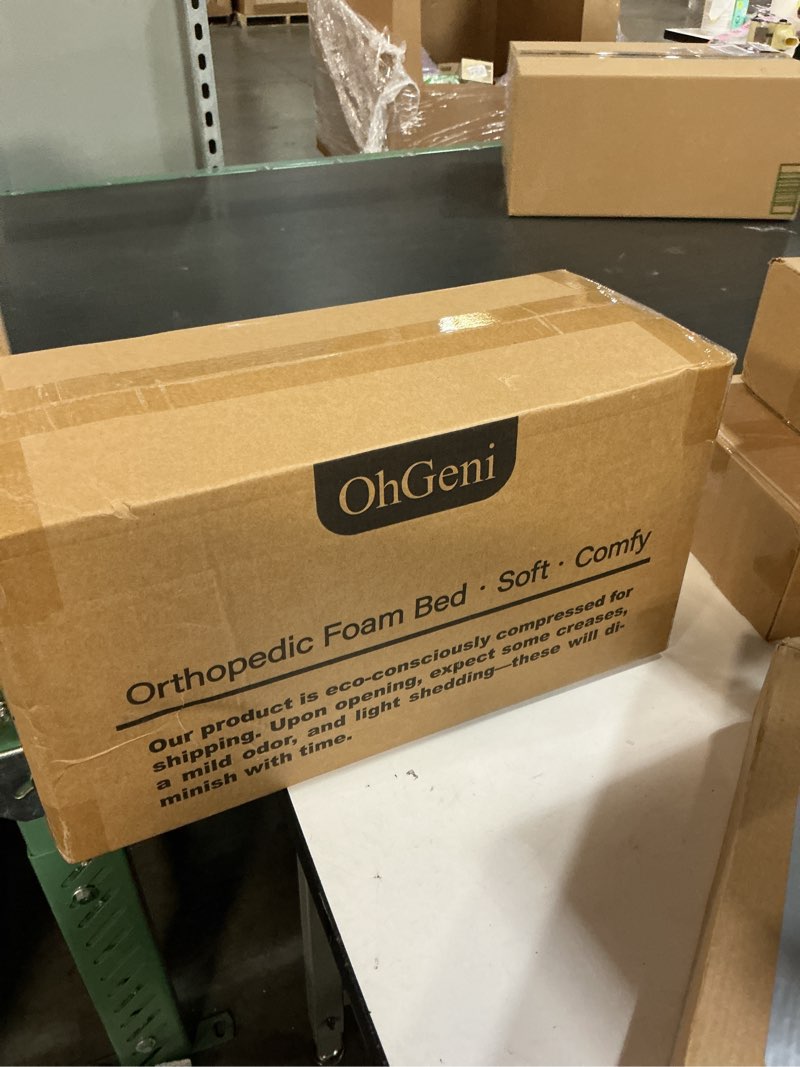 OhGeni
Orthopedic Foam Bed · Soft · Comfy
Our product is eco-consciously compressed for
shipping. Upon opening, expect some creases,
a mild odor, and light shedding—these will di-
minish with time.